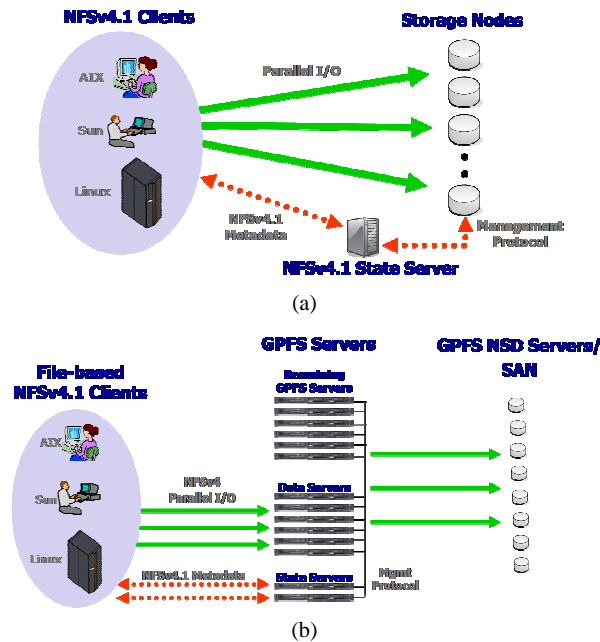 NFSv4.1 Clients
Storage Nodes
AIX
Parallel I/O
Sun
Linux
NFSv4.1
Metadata
Management
Protocol
NFSv4.1 State Server
(a)
GPFS Servers
GPFS NSD Servers/
SAN
File-based
NFSv4.1 Clients
Remaining
GPFS Servers
AIX
NFSv4
Parallel I/O
Data Servers
Sun
Linux
NFSv4.1 Metadata
State Servers
Mgmt
Protocol
(b)